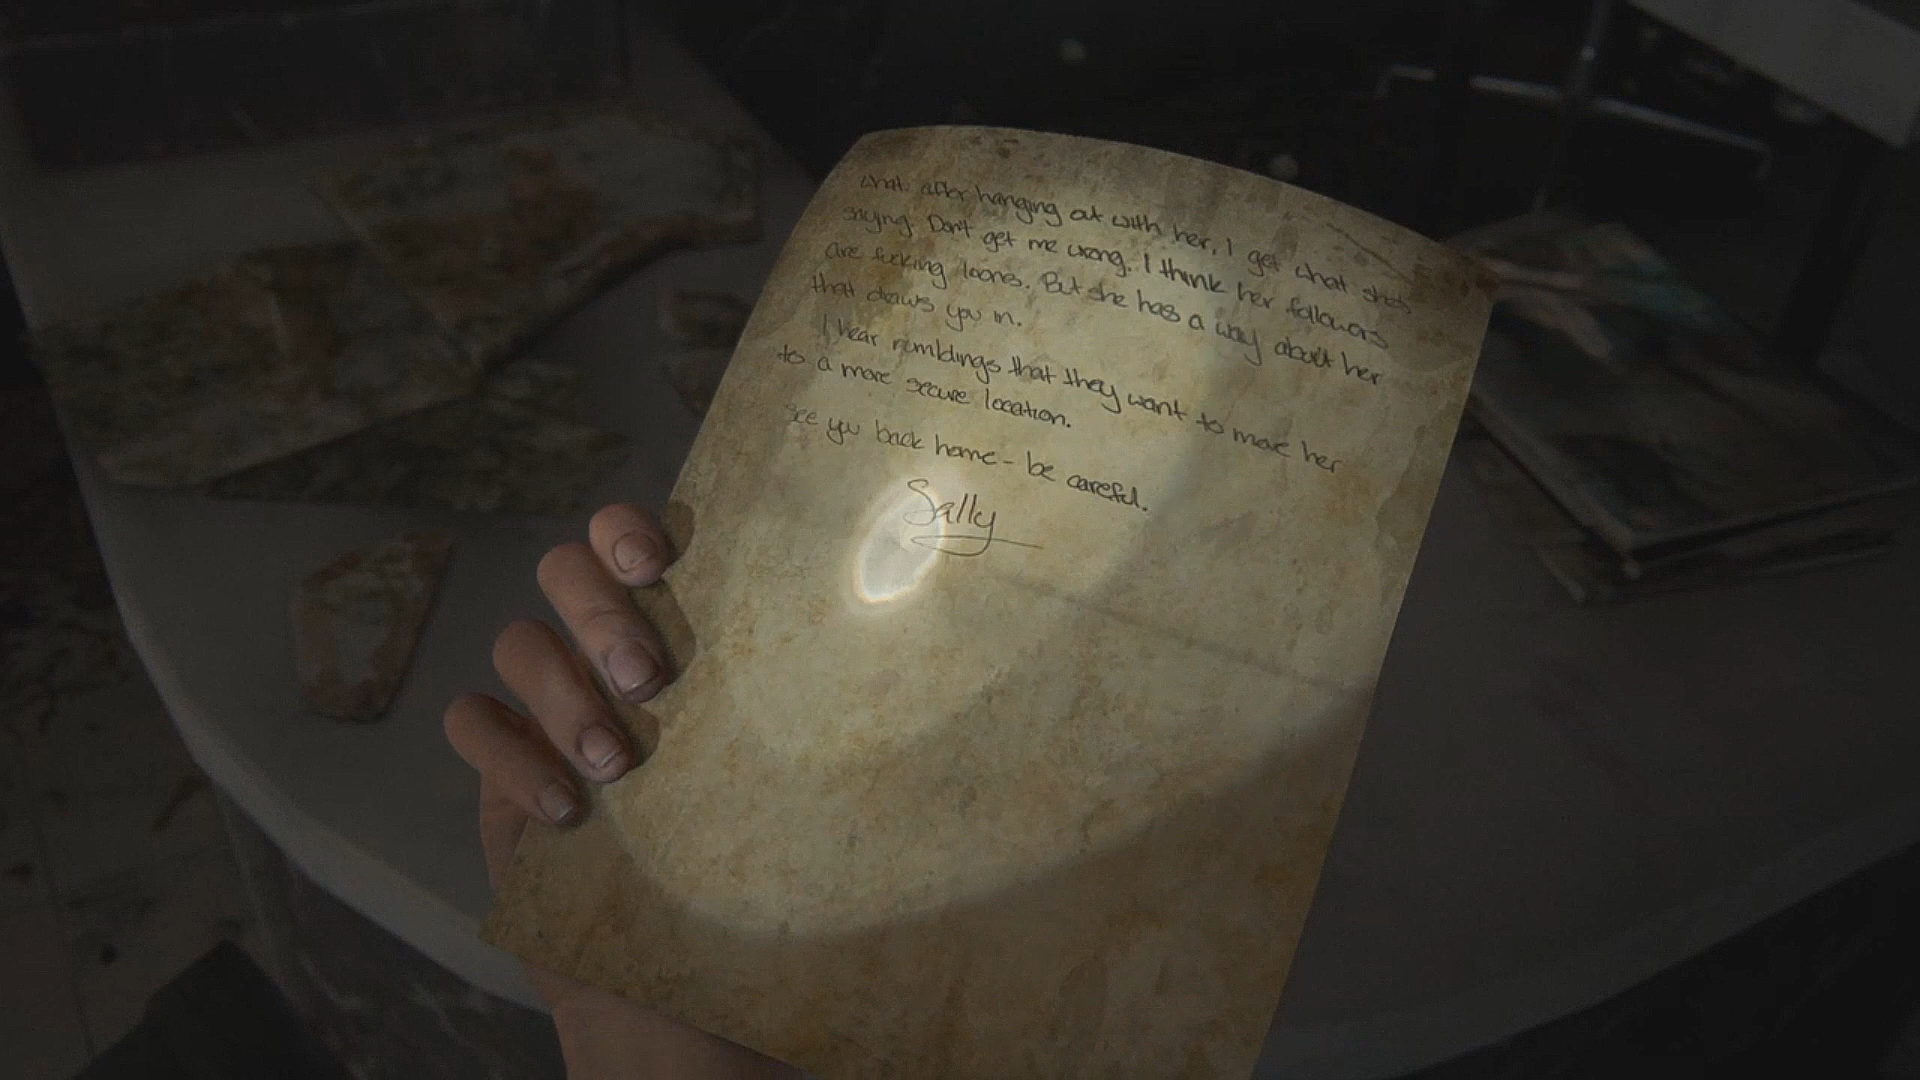 what after hanging out with her, I get what she's
saying. Don't get me wrong. I think her followers
are fucking loons. But she has a way about her
that draws you in.
I hear rumblings that they want to move her
to a more secure location.
see you back home - be careful.
Sally